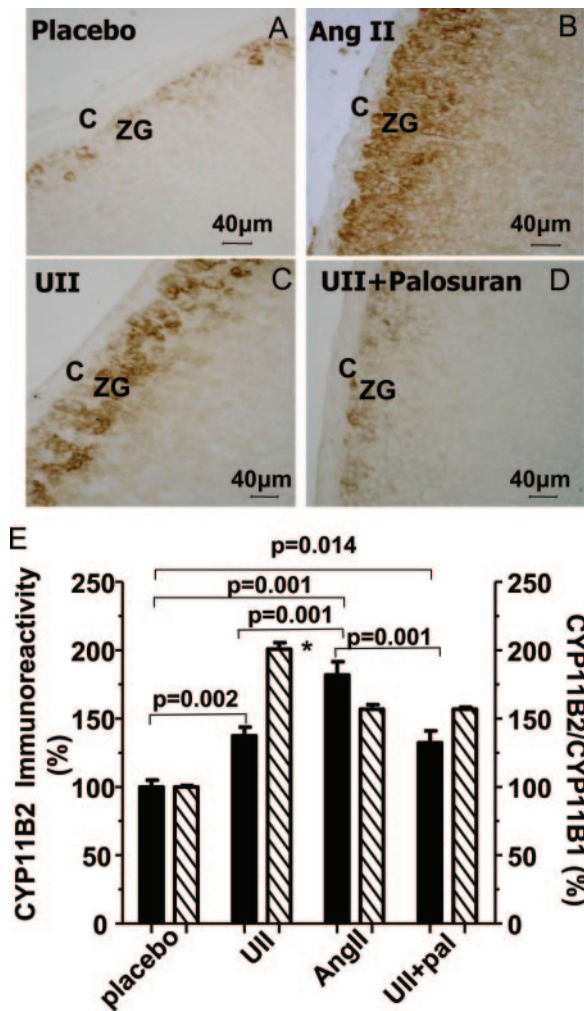 Placebo A
C ZG
40µm
Ang II B
C ZG
40µm
UII C
C ZG
40µm
UII+Palosuran D
C ZG
40µm
E
p=0.014
p=0.001
p=0.001
p=0.001
p=0.002
CYP11B2 Immunoreactivity
(%)
250
200
150
100
50
0
250
200
150
100
50
0
CYP11B2/CYP11B1 (%)
*
placebo
UII
AngII
UII+pal